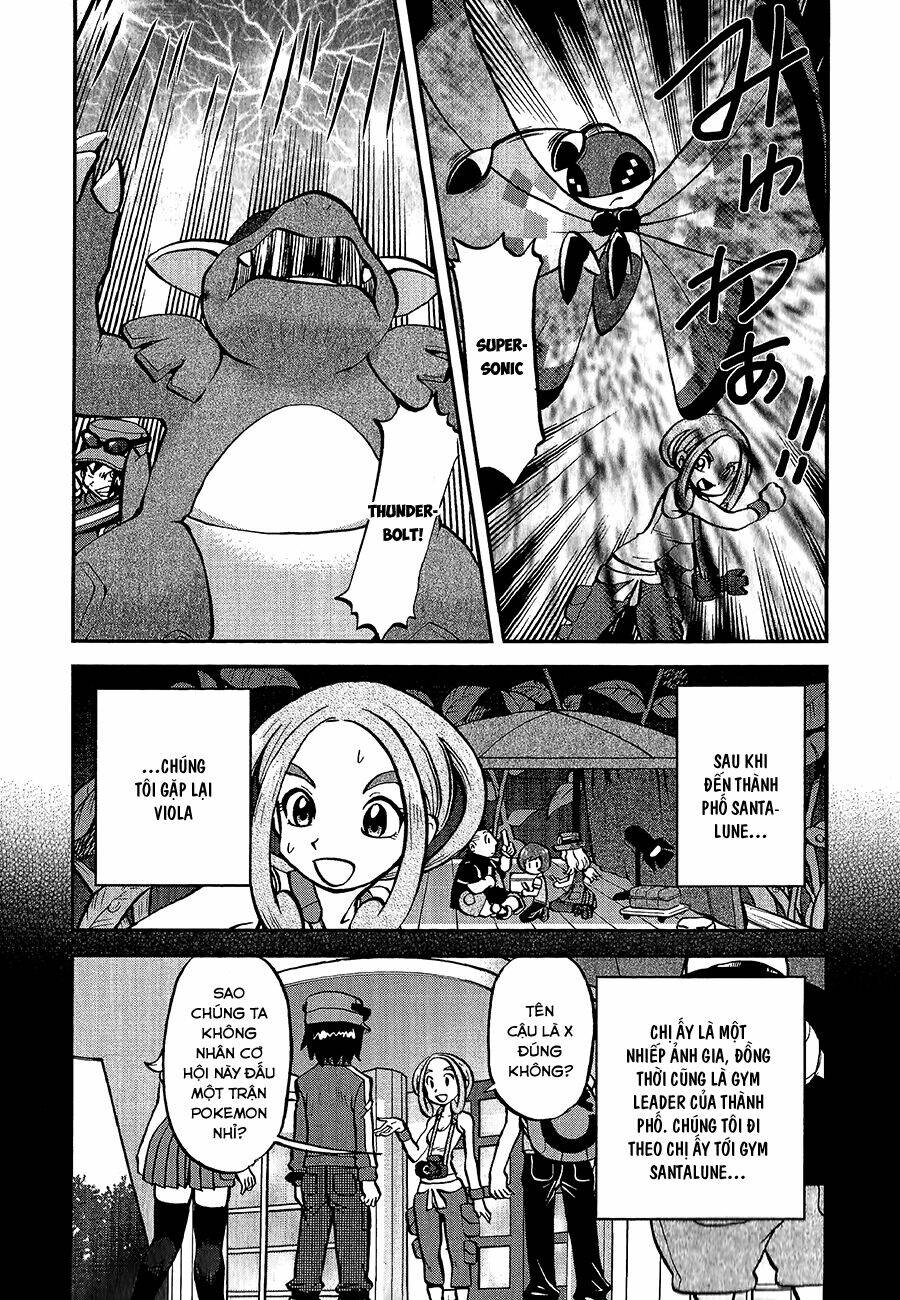 みゅわあ!!
SUPER-
SONIC
THUNDER-
BOLT!
SAU KHI
ĐẾN THÀNH
PHỐ SANTA-
LUNE...
...CHÚNG
TÔI GẶP LẠI
VIOLA
CHỊ ẤY LÀ MỘT
NHIẾP ẢNH GIA, ĐỒNG
THỜI CŨNG LÀ GYM
LEADER CỦA THÀNH
PHỐ. CHÚNG TÔI ĐI
THEO CHỊ ẤY TỚI GYM
SANTALUNE...
TÊN
CẬU LÀ X
ĐÚNG
KHÔNG?
SAO
CHÚNG TA
KHÔNG
NHÂN CƠ
HỘI NÀY ĐẤU
MỘT TRẬN
POKEMON
NHỈ?